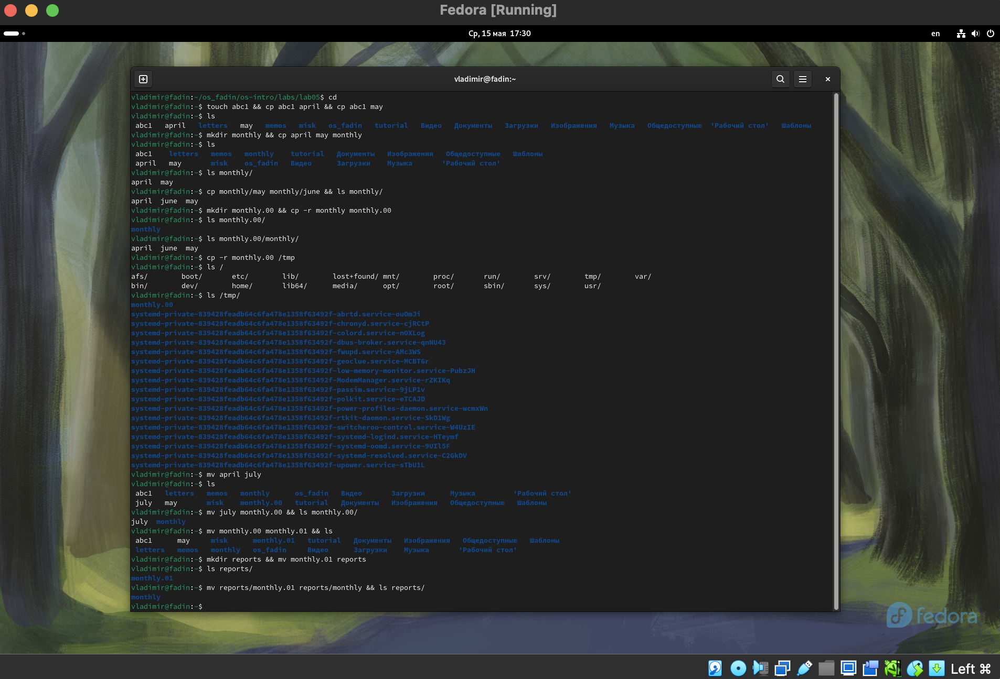 Fedora [Running]
Ср, 15 мая 17:30
en
vladimir@fadin:~
vladimir@fadin:~/os_fadin/os-intro/labs/lab05$ cd
vladimir@fadin:~$ touch abc1 && cp abc1 april && cp abc1 may
vladimir@fadin:~$ ls
abc1 april letters may memos misk os_fadin tutorial Видео Документы Загрузки Изображения Музыка Общедоступные 'Рабочий стол' Шаблоны
vladimir@fadin:~$ mkdir monthly && cp april may monthly
vladimir@fadin:~$ ls
abc1 letters memos monthly tutorial Документы Изображения Общедоступные Шаблоны
april may misk os_fadin Видео Загрузки Музыка 'Рабочий стол'
vladimir@fadin:~$ ls monthly/
april may
vladimir@fadin:~$ cp monthly/may monthly/june && ls monthly/
april june may
vladimir@fadin:~$ mkdir monthly.00 && cp -r monthly monthly.00
vladimir@fadin:~$ ls monthly.00/
monthly
vladimir@fadin:~$ ls monthly.00/monthly/
april june may
vladimir@fadin:~$ cp -r monthly.00 /tmp
vladimir@fadin:~$ ls /
afs/ boot/ etc/ lib/ lost+found/ mnt/ proc/ run/ srv/ tmp/ var/
bin/ dev/ home/ lib64/ media/ opt/ root/ sbin/ sys/ usr/
vladimir@fadin:~$ ls /tmp/
monthly.00
systemd-private-839428feadb64c6fa478e1358f63492f-abrtd.service-ouOmJi
systemd-private-839428feadb64c6fa478e1358f63492f-chronyd.service-cjRCtP
systemd-private-839428feadb64c6fa478e1358f63492f-colord.service-nOXLog
systemd-private-839428feadb64c6fa478e1358f63492f-dbus-broker.service-qnNU43
systemd-private-839428feadb64c6fa478e1358f63492f-fwupd.service-AMc3WS
systemd-private-839428feadb64c6fa478e1358f63492f-geoclue.service-MCBT6r
systemd-private-839428feadb64c6fa478e1358f63492f-low-memory-monitor.service-PubzJH
systemd-private-839428feadb64c6fa478e1358f63492f-ModemManager.service-rZKIKq
systemd-private-839428feadb64c6fa478e1358f63492f-passim.service-9jLP1v
systemd-private-839428feadb64c6fa478e1358f63492f-polkit.service-eTCAJD
systemd-private-839428feadb64c6fa478e1358f63492f-power-profiles-daemon.service-wcmxWn
systemd-private-839428feadb64c6fa478e1358f63492f-rtkit-daemon.service-SkD1Wg
systemd-private-839428feadb64c6fa478e1358f63492f-switcheroo-control.service-W4UzIE
systemd-private-839428feadb64c6fa478e1358f63492f-systemd-logind.service-HTeymf
systemd-private-839428feadb64c6fa478e1358f63492f-systemd-oomd.service-9UIl5F
systemd-private-839428feadb64c6fa478e1358f63492f-systemd-resolved.service-C2GkDV
systemd-private-839428feadb64c6fa478e1358f63492f-upower.service-sTbU1L
vladimir@fadin:~$ mv april july
vladimir@fadin:~$ ls
abc1 letters memos monthly os_fadin Видео Загрузки Музыка 'Рабочий стол'
july may misk monthly.00 tutorial Документы Изображения Общедоступные Шаблоны
vladimir@fadin:~$ mv july monthly.00 && ls monthly.00/
july monthly
vladimir@fadin:~$ mv monthly.00 monthly.01 && ls
abc1 may misk monthly.01 tutorial Документы Изображения Общедоступные Шаблоны
letters memos monthly os_fadin Видео Загрузки Музыка 'Рабочий стол'
vladimir@fadin:~$ mkdir reports && mv monthly.01 reports
vladimir@fadin:~$ ls reports/
monthly.01
vladimir@fadin:~$ mv reports/monthly.01 reports/monthly && ls reports/
monthly
vladimir@fadin:~$
fedora
Left ⌘